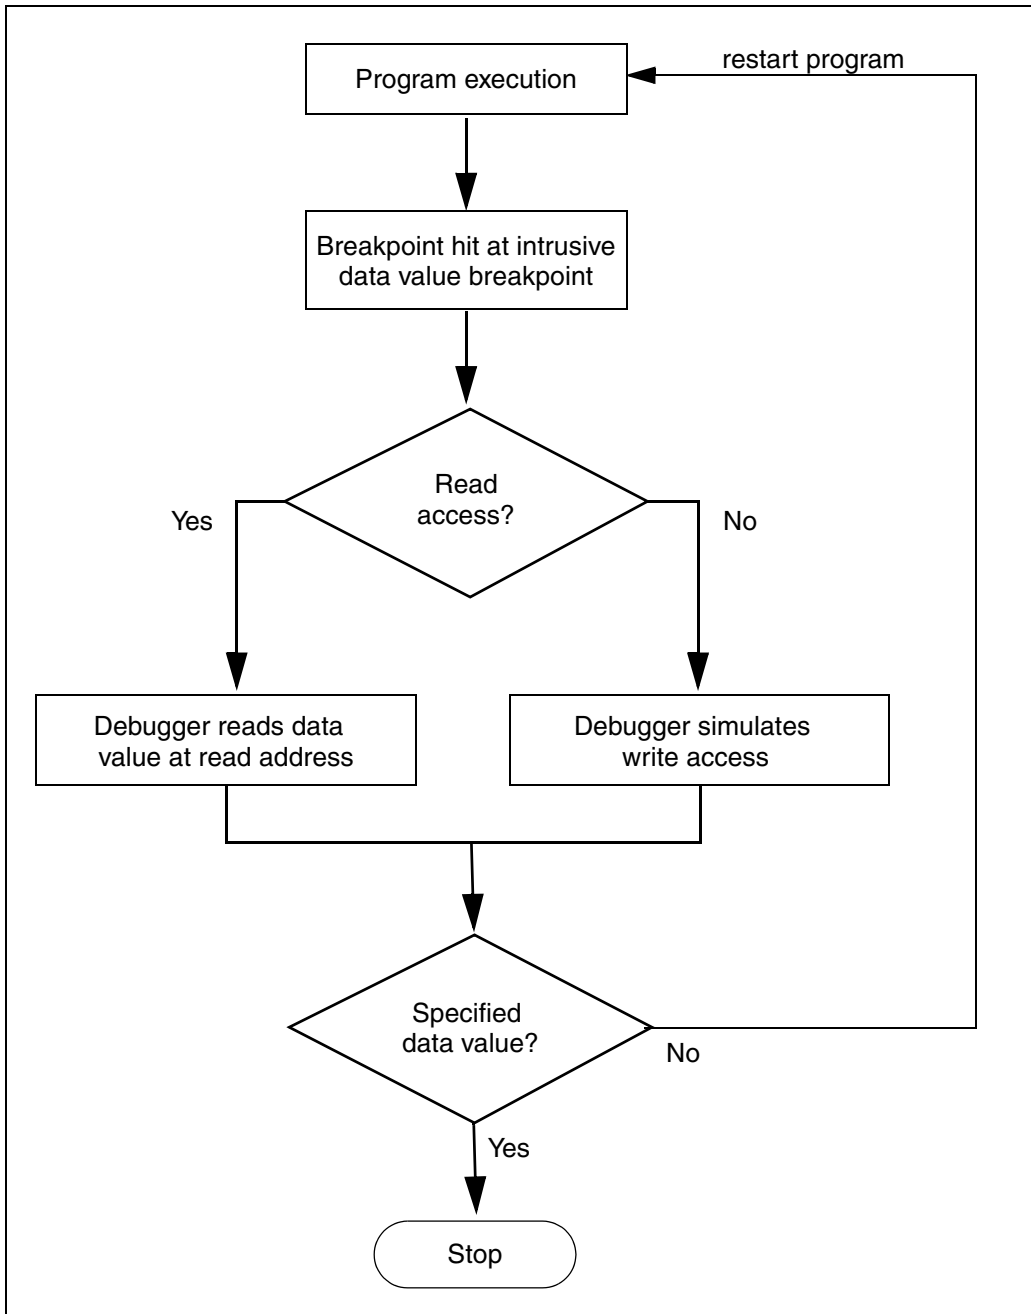 restart program
Program execution
Breakpoint hit at intrusive
data value breakpoint
Read
access?
Yes
No
Debugger reads data
value at read address
Debugger simulates
write access
Specified
data value?
No
Yes
Stop